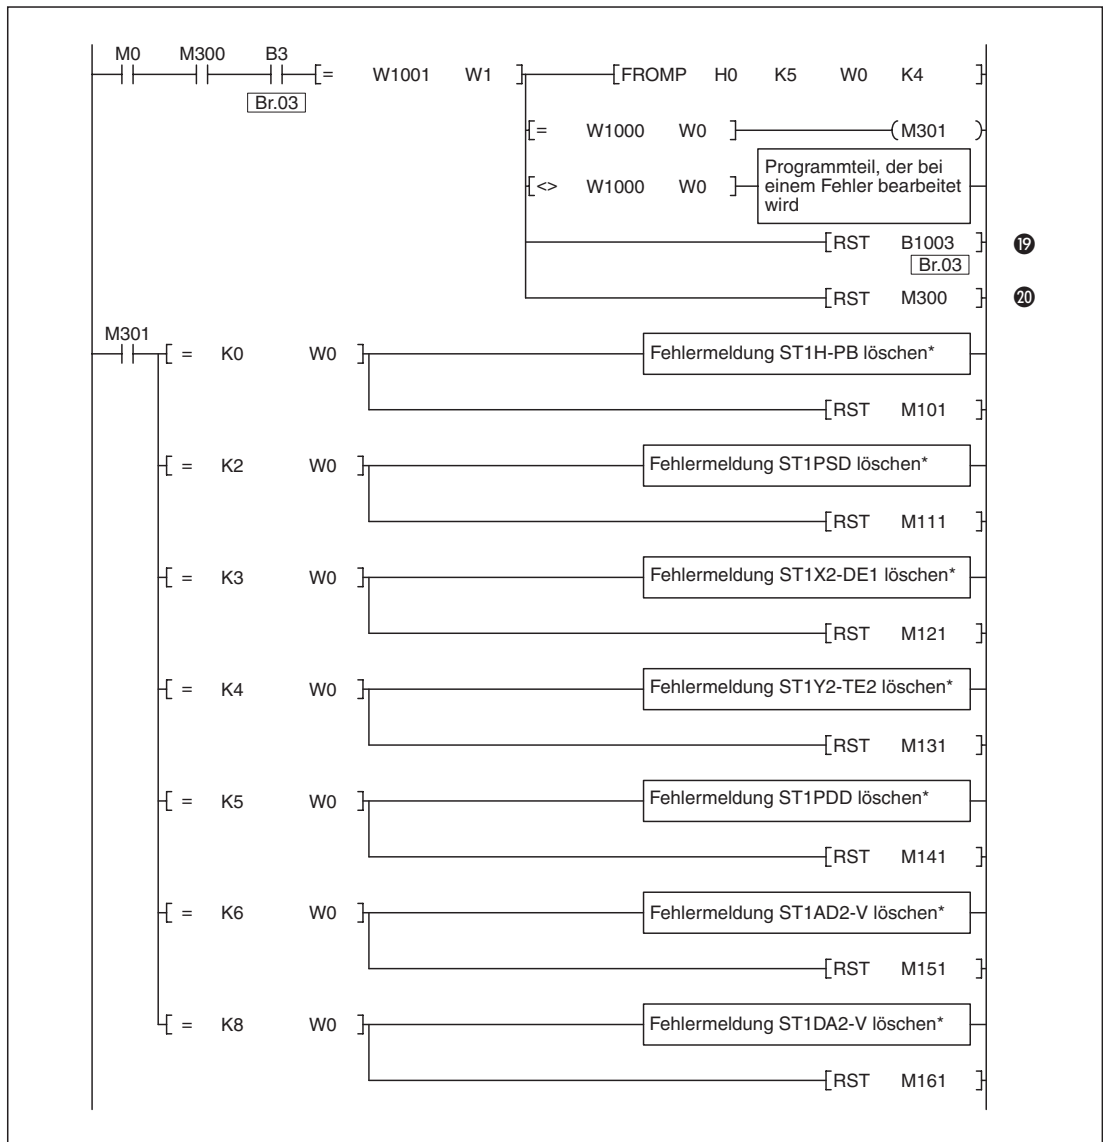 M0 M300 B3
= W1001 W1 FROMP H0 K5 W0 K4
Br.03
= W1000 W0 M301
<> W1000 W0 Programmteil, der bei
einem Fehler bearbeitet
wird
RST B1003 ⓳
Br.03
RST M300 ⓴
M301
= K0 W0 Fehlermeldung ST1H-PB löschen*
RST M101
= K2 W0 Fehlermeldung ST1PSD löschen*
RST M111
= K3 W0 Fehlermeldung ST1X2-DE1 löschen*
RST M121
= K4 W0 Fehlermeldung ST1Y2-TE2 löschen*
RST M131
= K5 W0 Fehlermeldung ST1PDD löschen*
RST M141
= K6 W0 Fehlermeldung ST1AD2-V löschen*
RST M151
= K8 W0 Fehlermeldung ST1DA2-V löschen*
RST M161